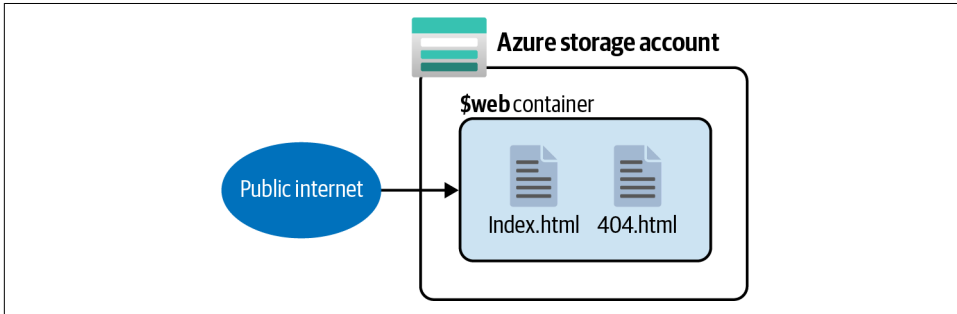 Azure storage account
$web container
Public internet
Index.html
404.html